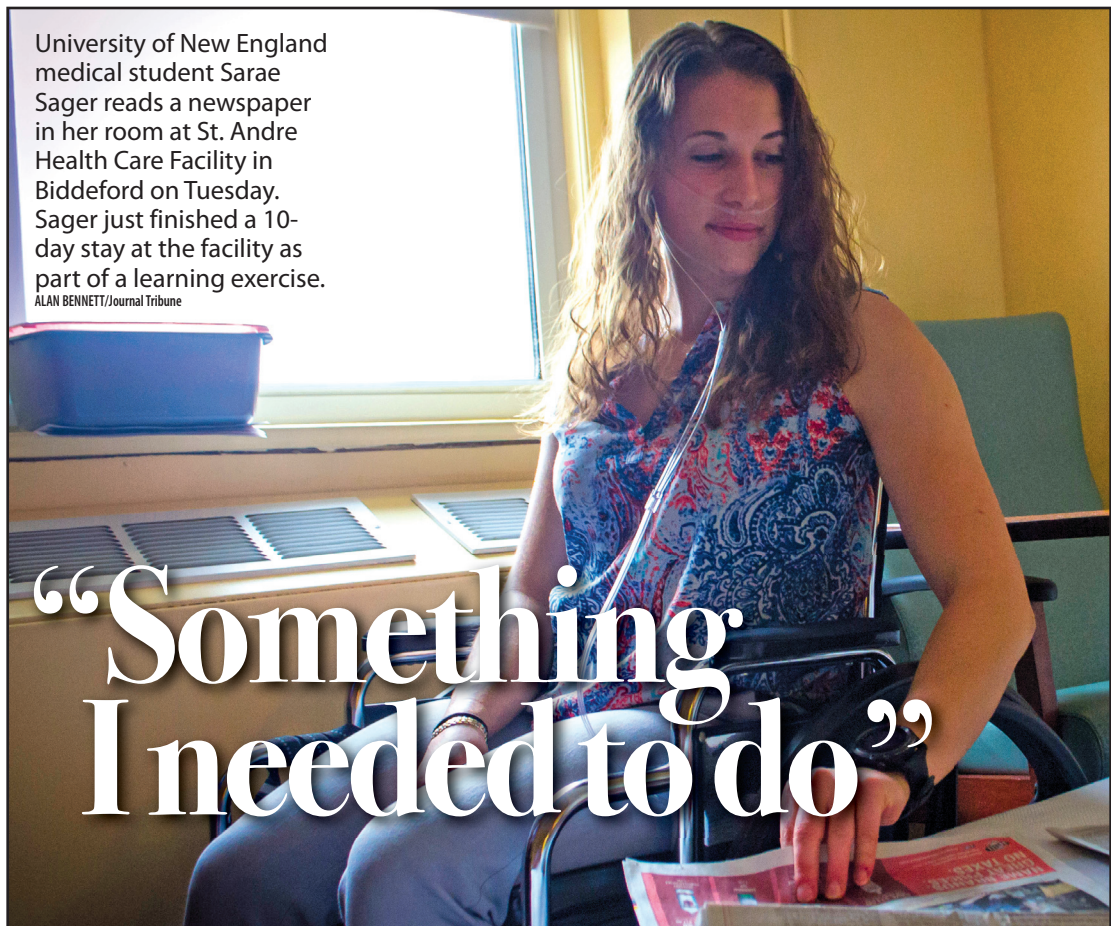 University of New England
medical student Sarae
Sager reads a newspaper
in her room at St. Andre
Health Care Facility in
Biddeford on Tuesday.
Sager just finished a 10-
day stay at the facility as
part of a learning exercise.
ALAN BENNETT/Journal Tribune
“Something
I needed to do”
NO TAXES